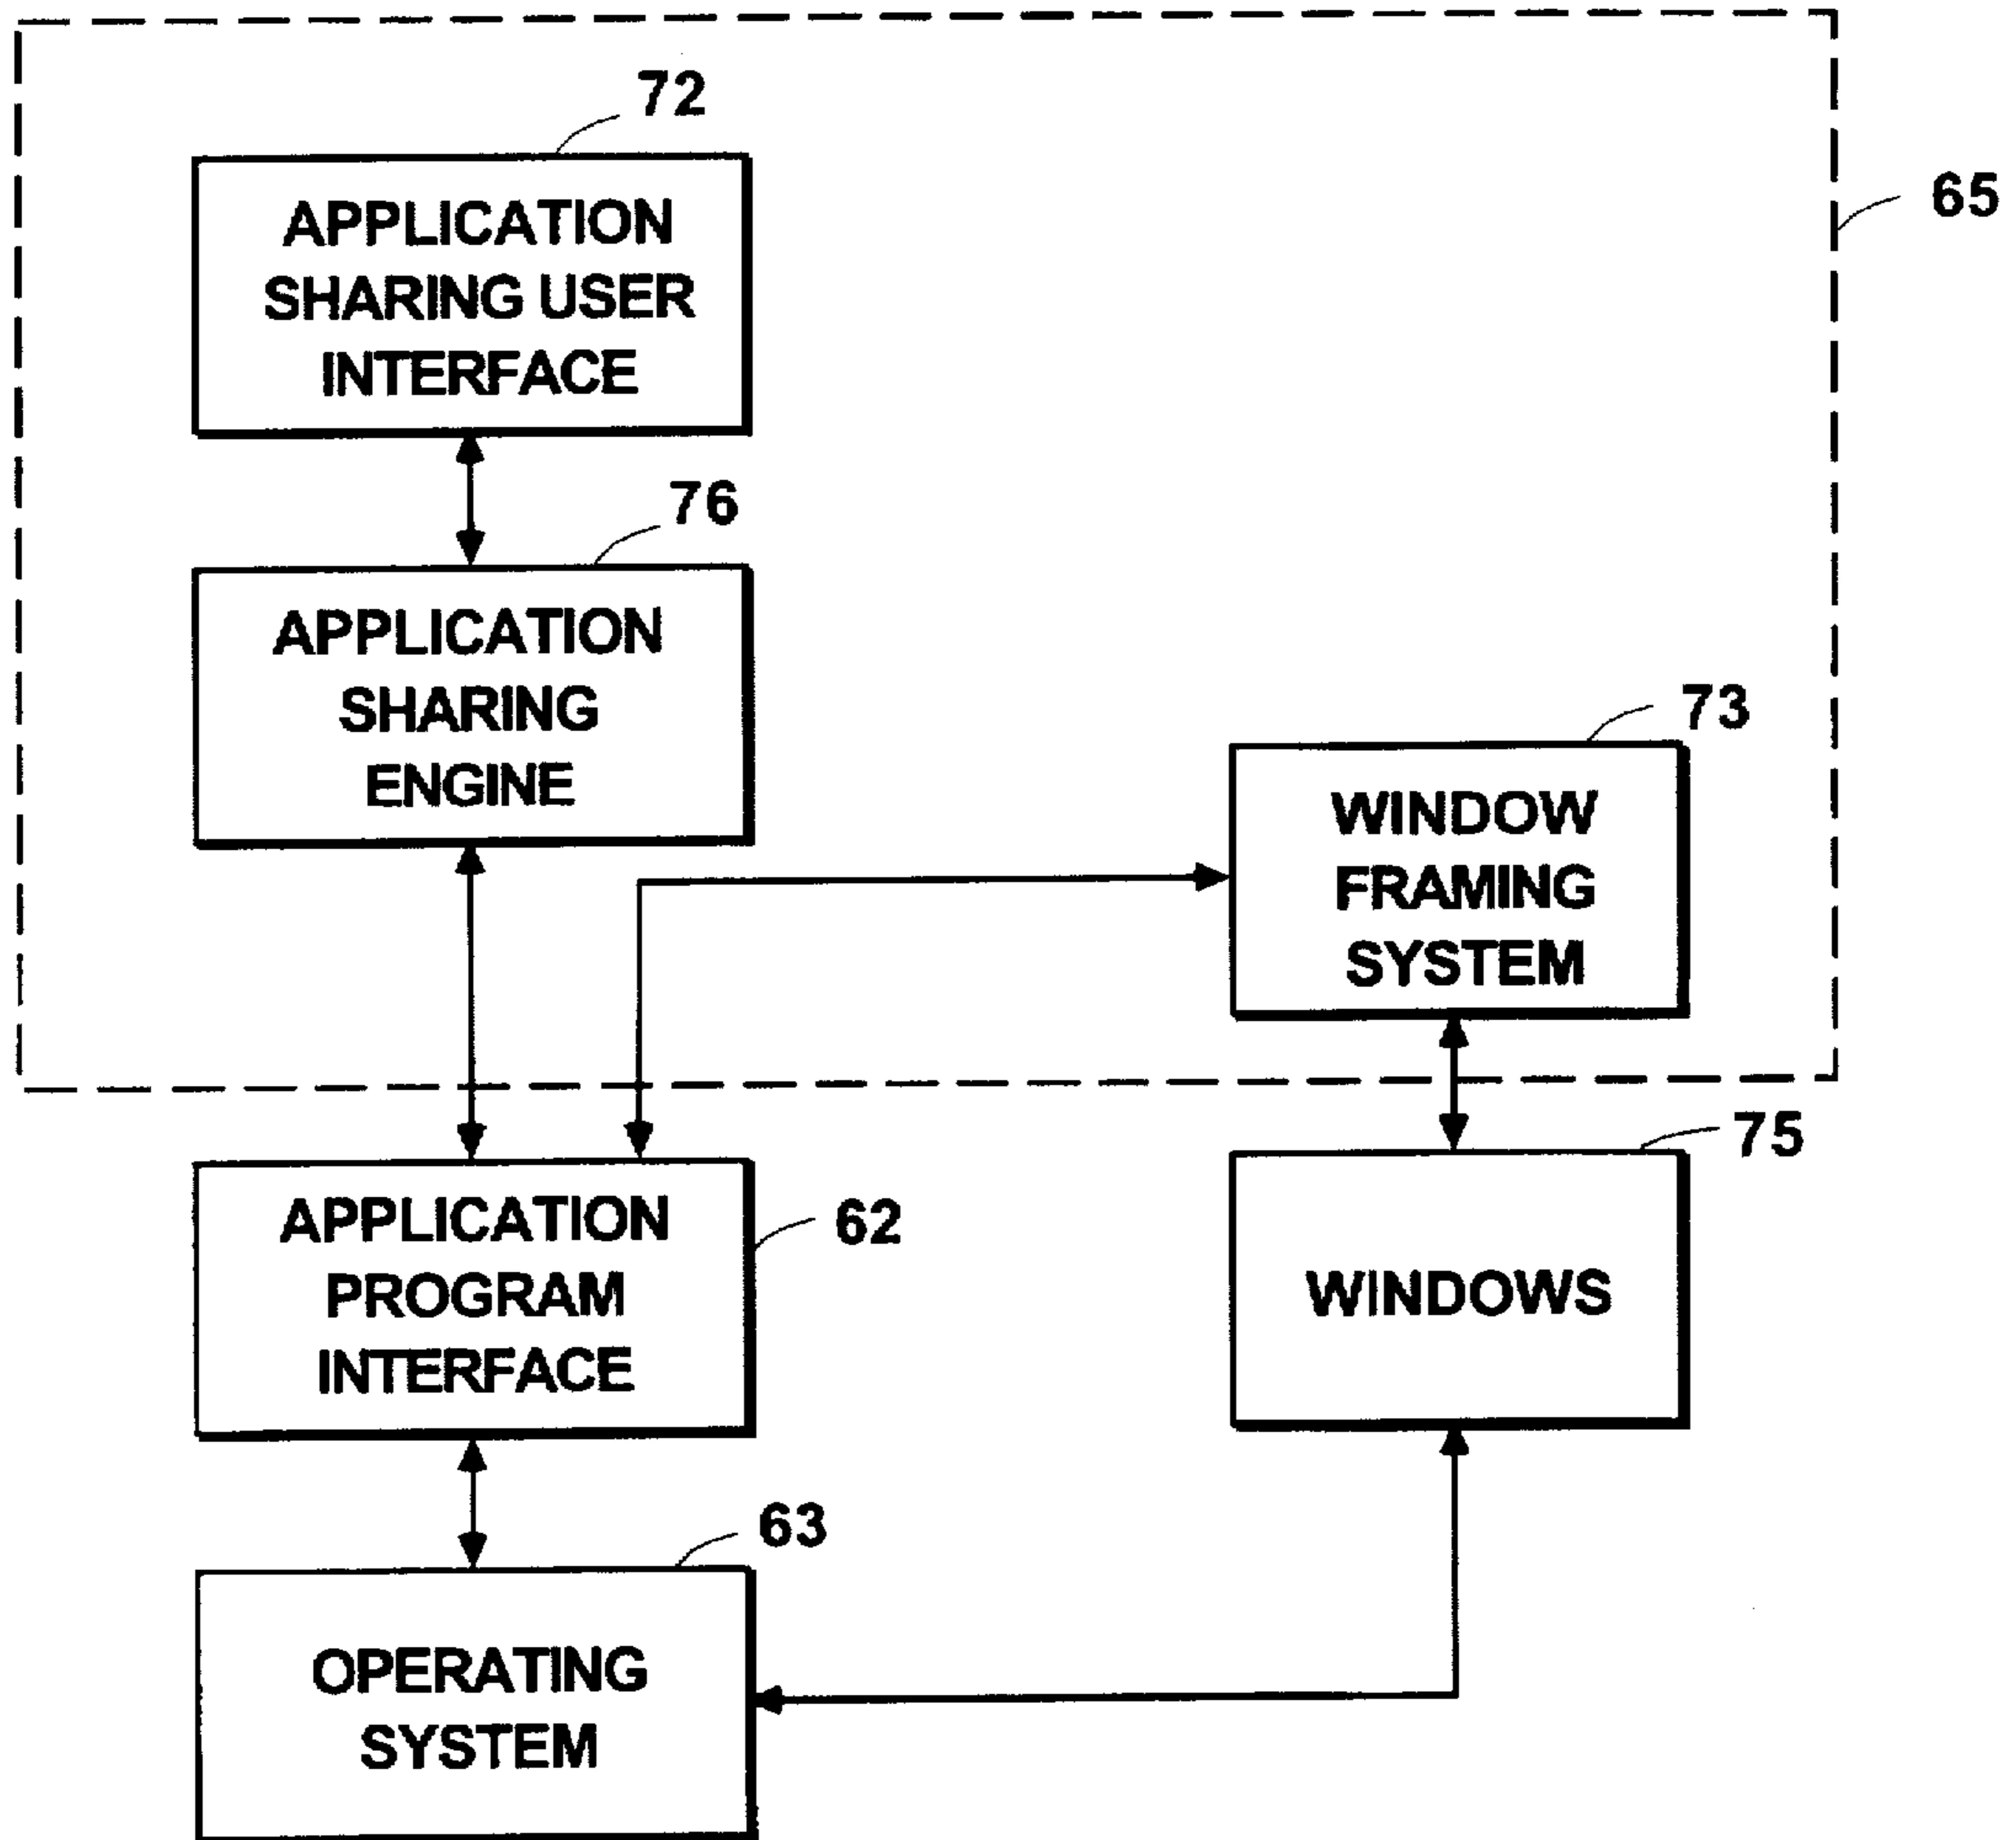 72
65
APPLICATION
SHARING USER
INTERFACE
76
APPLICATION
SHARING
ENGINE
73
WINDOW
FRAMING
SYSTEM
75
62
APPLICATION
PROGRAM
INTERFACE
WINDOWS
63
OPERATING
SYSTEM